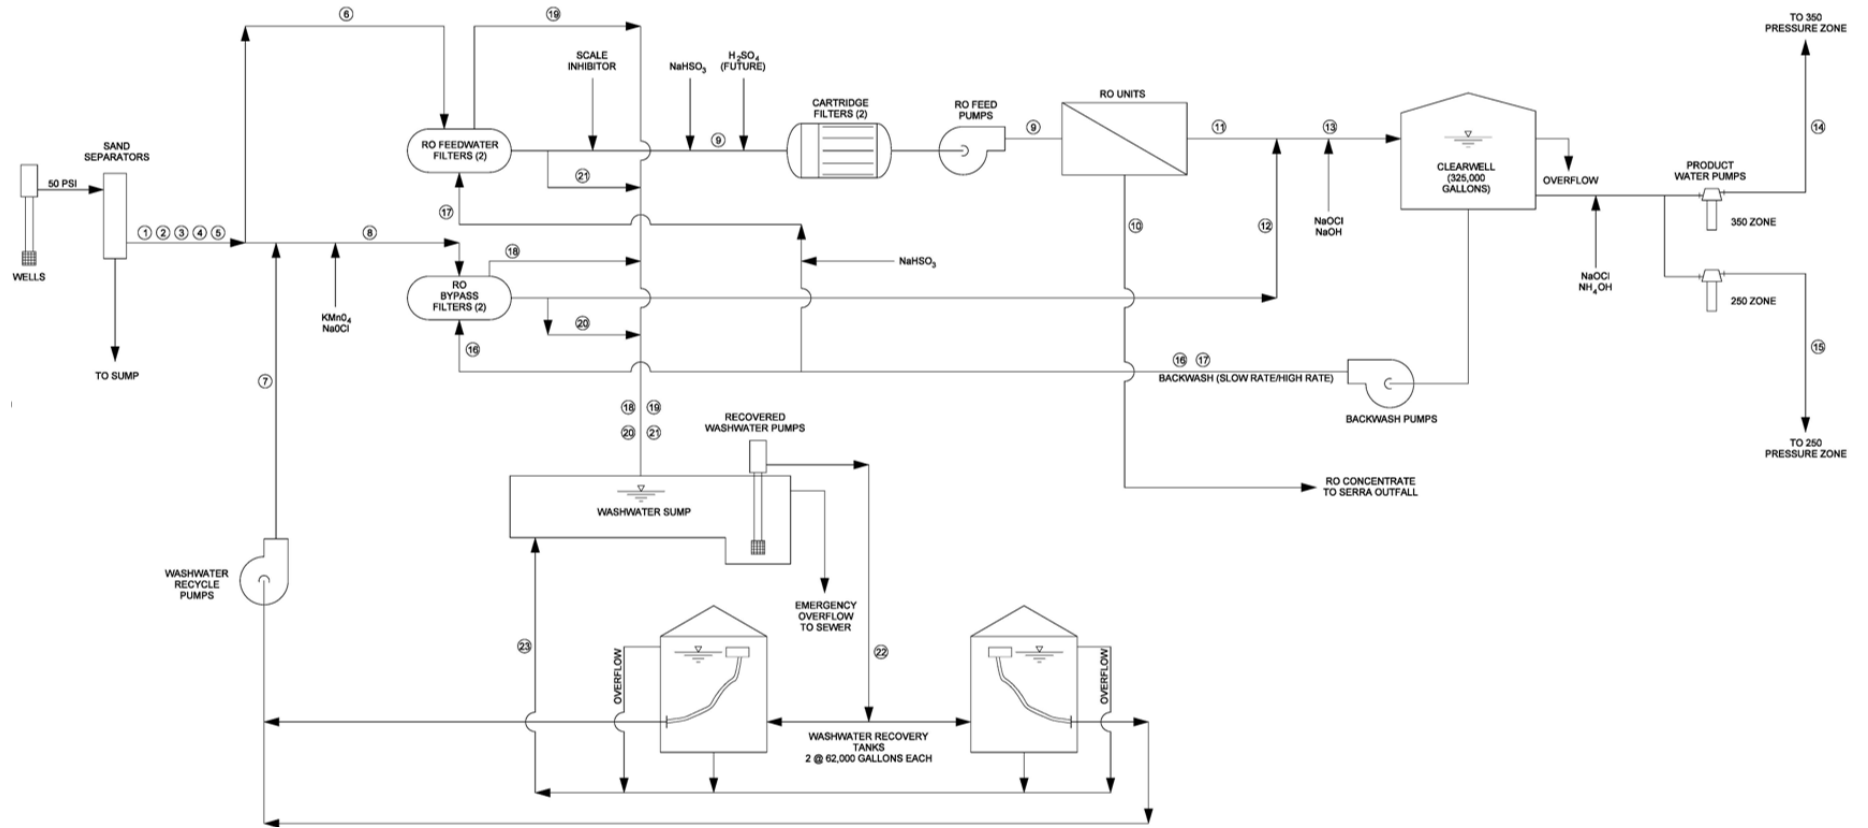 ⑥
⑲
TO 350
PRESSURE ZONE
SCALE
INHIBITOR
NaHSO₃
H₂SO₄
(FUTURE)
CARTRIDGE
FILTERS (2)
RO FEED
PUMPS
RO UNITS
SAND
SEPARATORS
RO FEEDWATER
FILTERS (2)
⑨
⑨
⑪
⑬
⑭
CLEARWELL
(325,000
GALLONS)
OVERFLOW
PRODUCT
WATER PUMPS
50 PSI
㉑
⑰
350 ZONE
WELLS
① ② ③ ④ ⑤
⑧
⑱
NaHSO₃
⑩
⑫
NaOCl
NaOH
RO
BYPASS
FILTERS (2)
NaOCl
NH₄OH
250 ZONE
KMn0₄
Na0Cl
⑳
⑯
TO SUMP
⑦
⑯ ⑰
BACKWASH (SLOW RATE/HIGH RATE)
BACKWASH PUMPS
⑮
⑱ ⑲
⑳ ㉑
RECOVERED
WASHWATER PUMPS
TO 250
PRESSURE ZONE
WASHWATER SUMP
RO CONCENTRATE
TO SERRA OUTFALL
WASHWATER
RECYCLE
PUMPS
EMERGENCY
OVERFLOW
TO SEWER
㉓
㉒
OVERFLOW
OVERFLOW
WASHWATER RECOVERY
TANKS
2 @ 62,000 GALLONS EACH